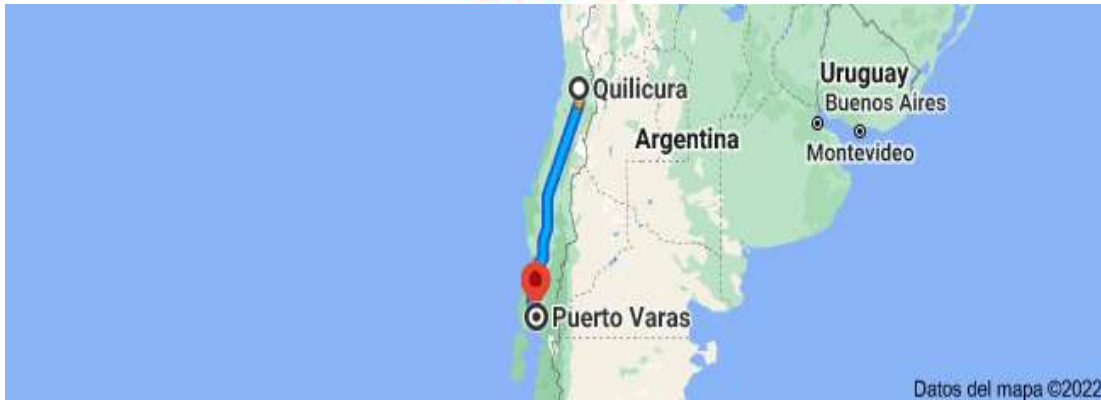 Uruguay
Quilicura
Buenos Aires
Argentina
Montevideo
Puerto Varas
Datos del mapa ©2022